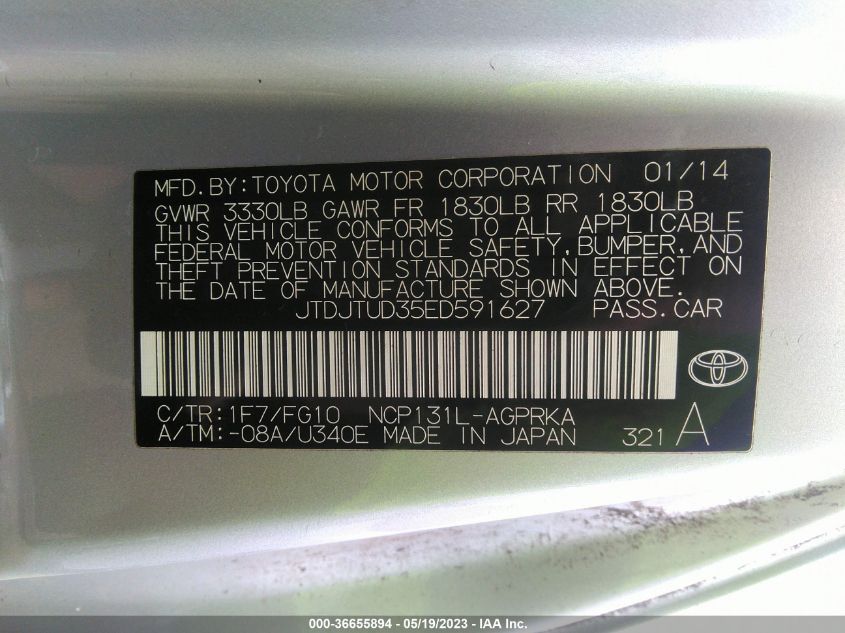 MFD. BY: TOYOTA MOTOR CORPORATION 01/14
GVWR 3330LB GAWR FR 1830LB RR 1830LB
THIS VEHICLE CONFORMS TO ALL APPLICABLE
FEDERAL MOTOR VEHICLE SAFETY, BUMPER, AND
THEFT PREVENTION STANDARDS IN EFFECT ON
THE DATE OF MANUFACTURE SHOWN ABOVE.
JTDJTUD35ED591627 PASS. CAR
C/TR: 1F7/FG10 NCP131L-AGPRKA
A/TM: -08A/U340E MADE IN JAPAN 321 A
000-36655894 - 05/19/2023 - IAA Inc.